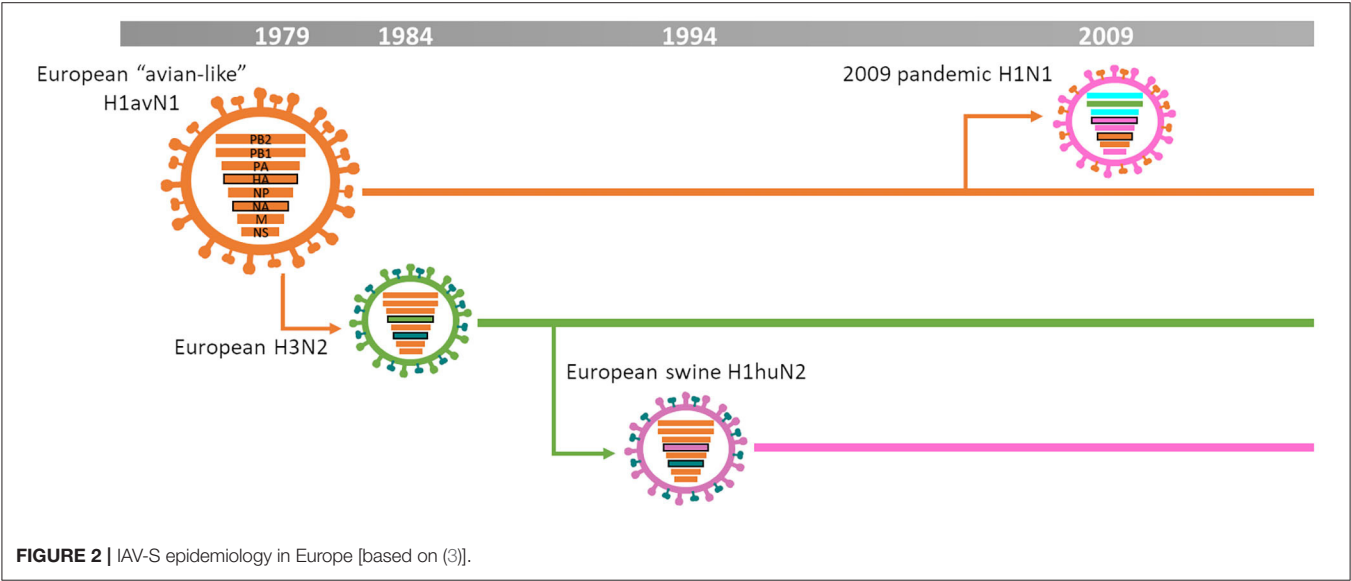 1979 1984 1994 2009
European “avian-like”
H1avN1
2009 pandemic H1N1
PB2
PB1
PA
HA
NP
NA
M
NS
European H3N2
European swine H1huN2
FIGURE 2 | IAV-S epidemiology in Europe [based on (3)].